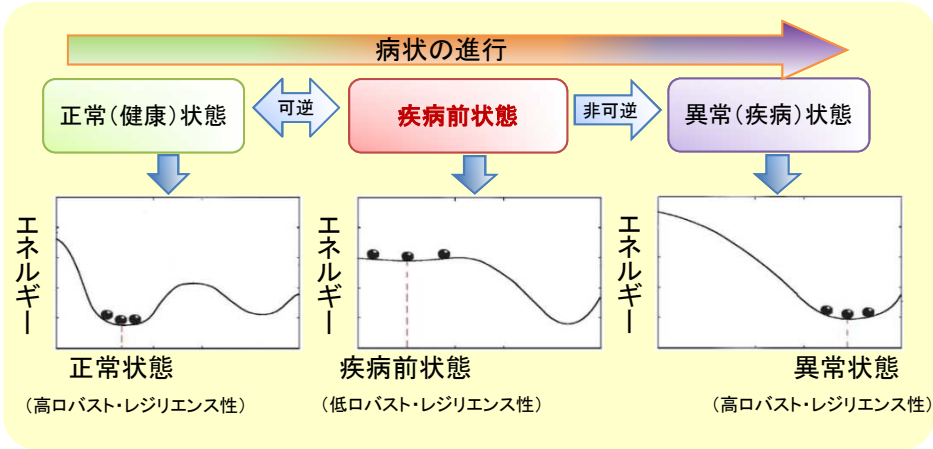 病状の進行
正常（健康）状態
可逆
疾病前状態
非可逆
異常（疾病）状態
エネルギー
エネルギー
エネルギー
正常状態
疾病前状態
異常状態
（高ロバスト・レジリエンス性）
（低ロバスト・レジリエンス性）
（高ロバスト・レジリエンス性）